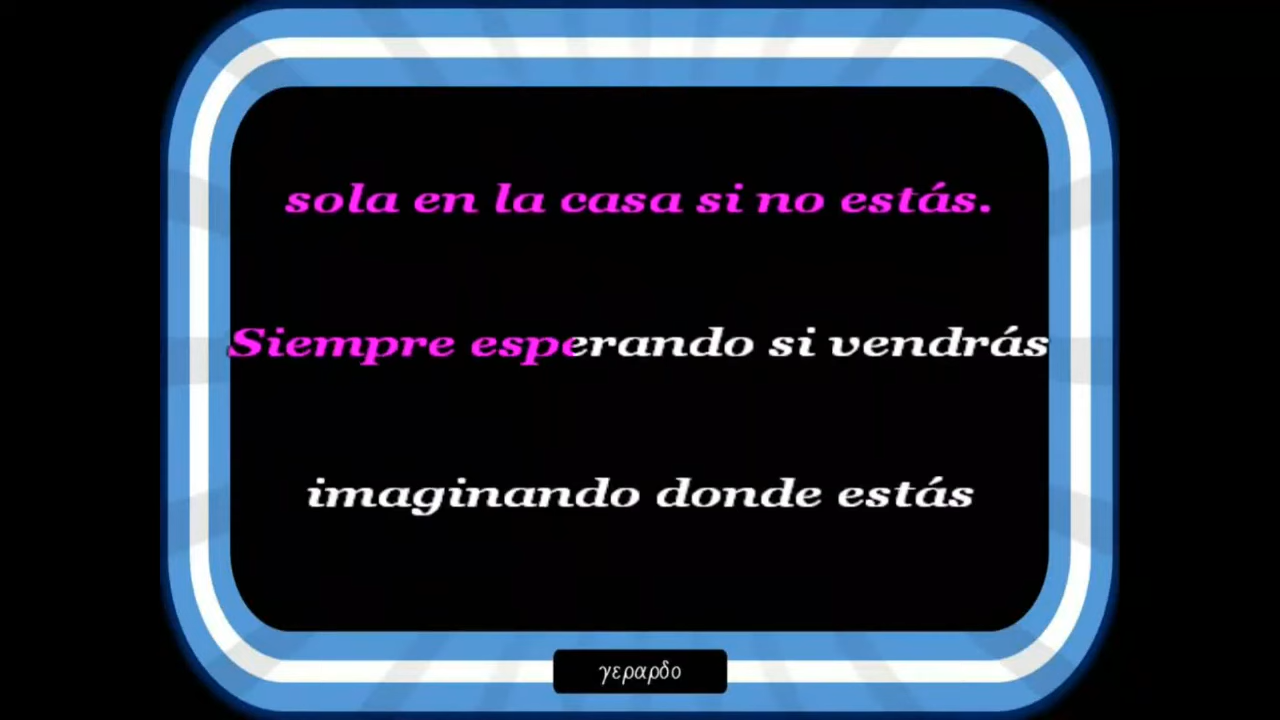 sola en la casa si no estás.
Siempre esperando si vendrás
imaginando donde estás
γεραρδο